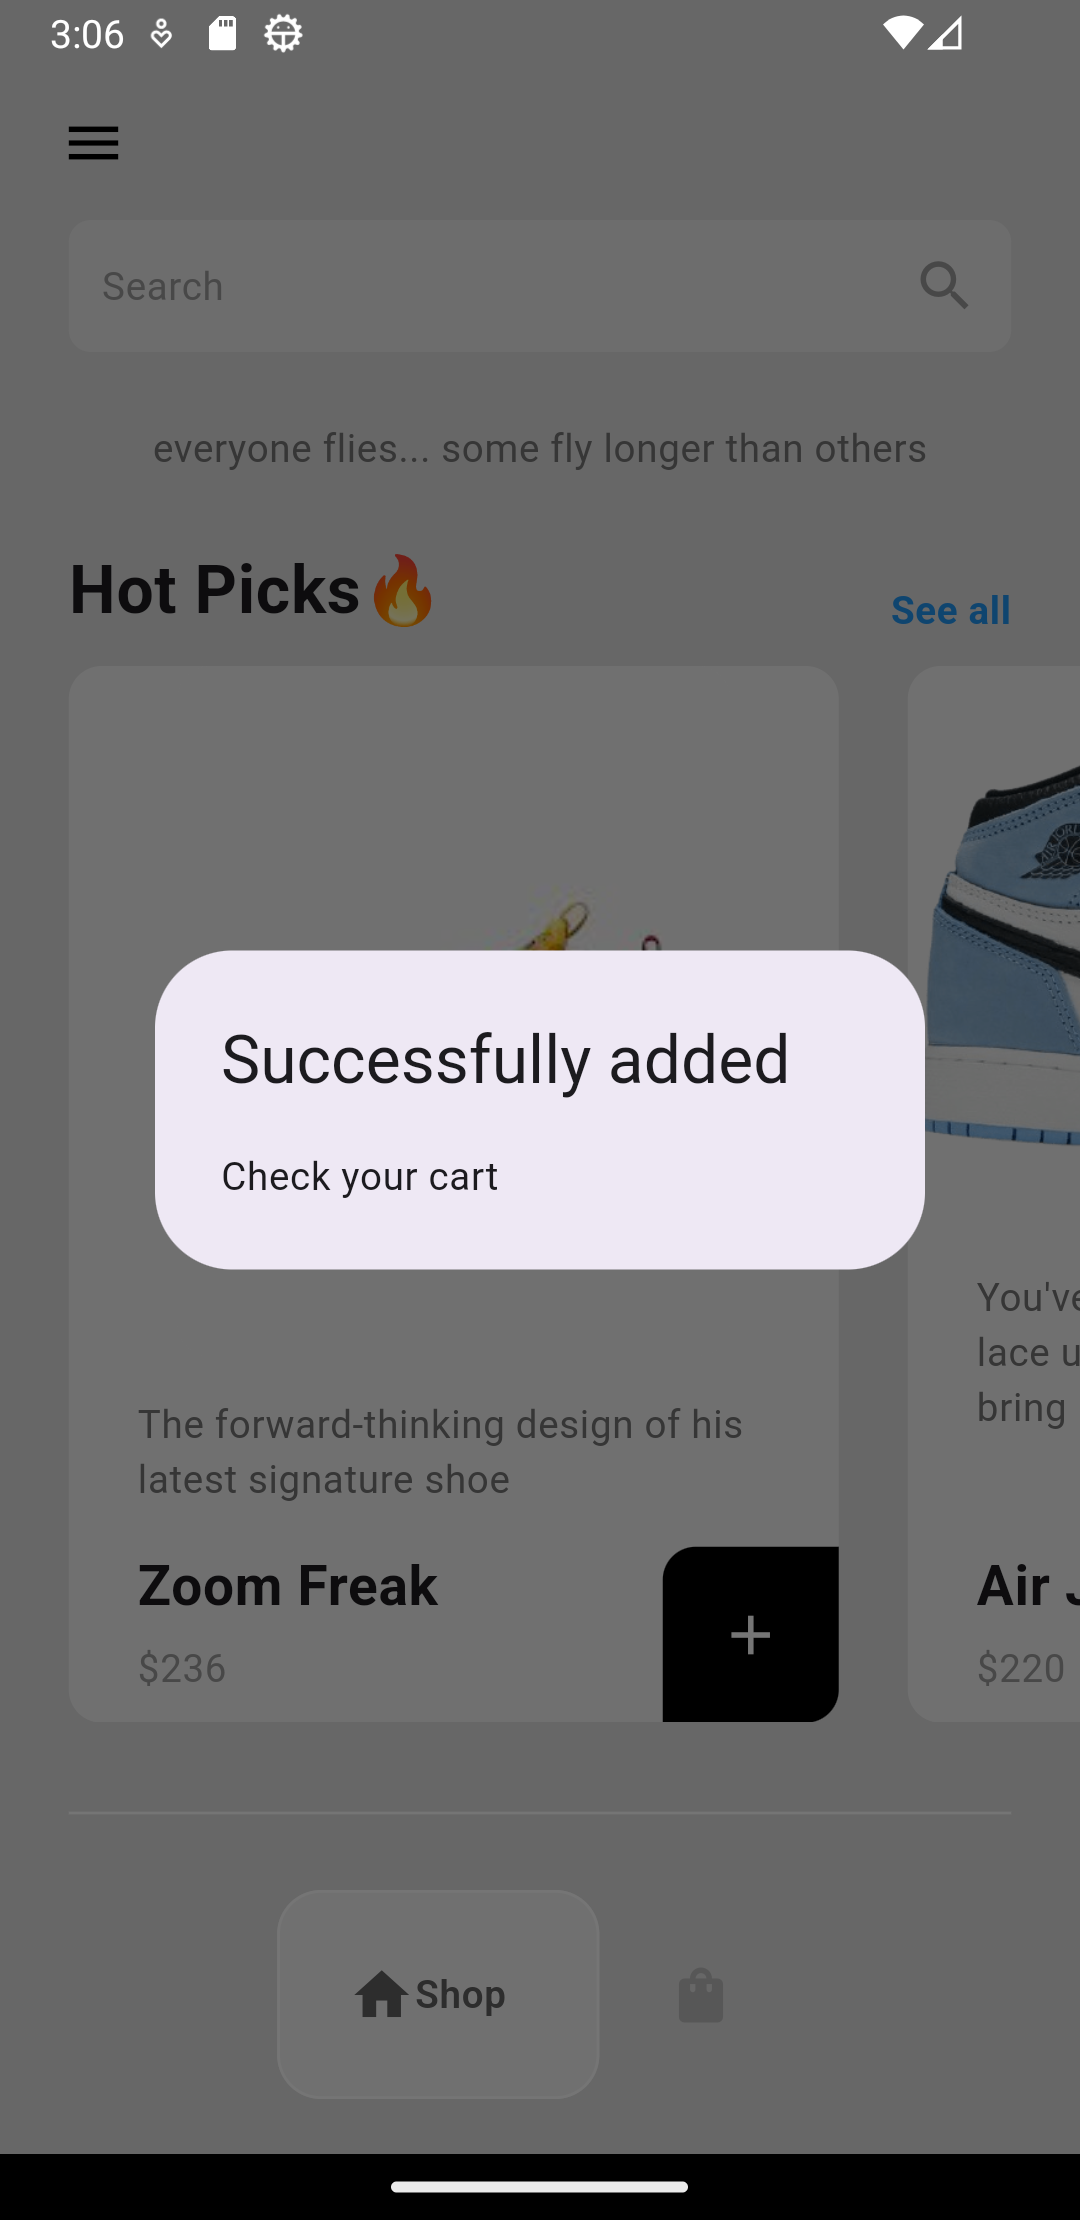 3:06
Search
everyone flies... some fly longer than others
Hot Picks🔥
See all
Successfully added
Check your cart
The forward-thinking design of his
latest signature shoe
Zoom Freak
$236
You've
lace
bring
Air
$220
Shop